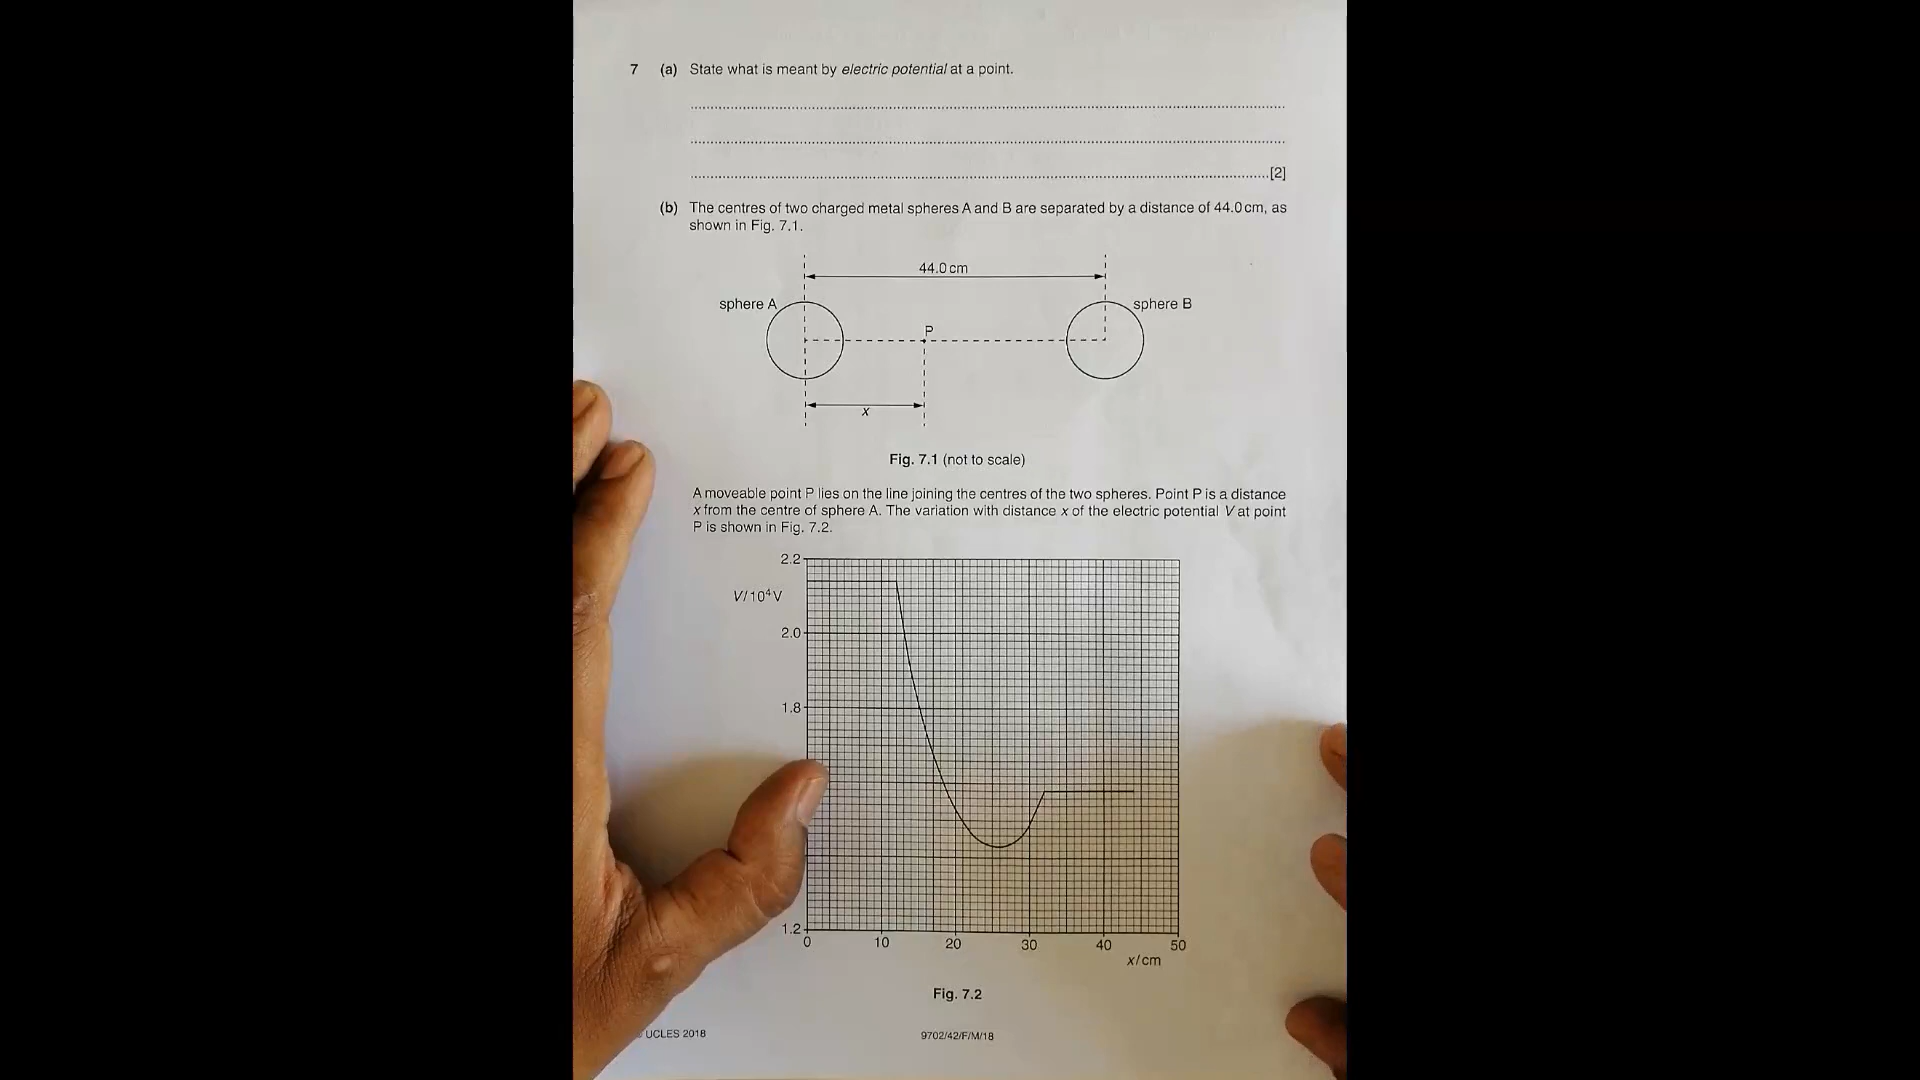 7 (a) State what is meant by electric potential at a point.
[2]
(b) The centres of two charged metal spheres A and B are separated by a distance of 44.0 cm, as
shown in Fig. 7.1.
44.0 cm
sphere A
sphere B
P
x
Fig. 7.1 (not to scale)
A moveable point P lies on the line joining the centres of the two spheres. Point P is a distance
x from the centre of sphere A. The variation with distance x of the electric potential V at point
P is shown in Fig. 7.2.
2.2
V/10⁴V
2.0
1.8
1.2
0 10 20 30 40 50
x/cm
Fig. 7.2
UCLES 2018
9702/42/F/M/18